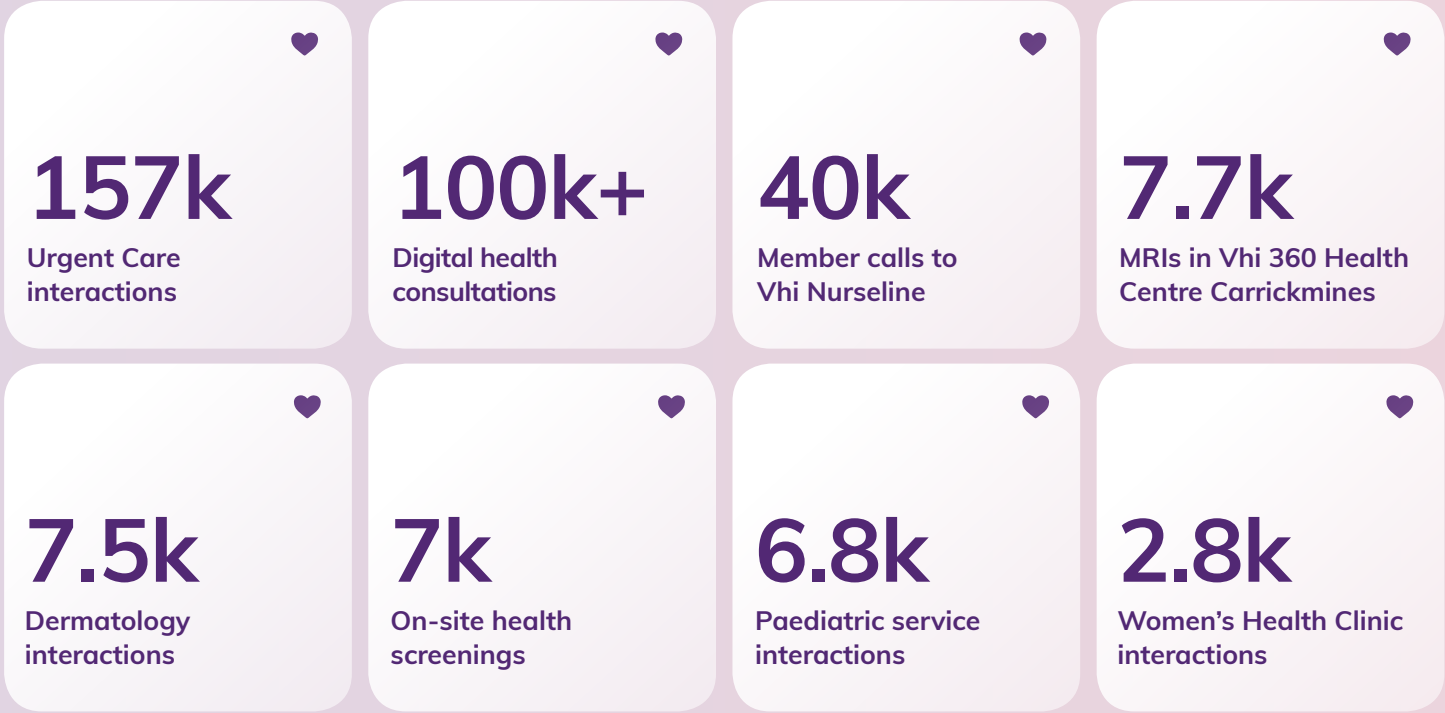 157k
Urgent Care
interactions
100k+
Digital health
consultations
40k
Member calls to
Vhi Nurseline
7.7k
MRIs in Vhi 360 Health
Centre Carrickmines
7.5k
Dermatology
interactions
7k
On-site health
screenings
6.8k
Paediatric service
interactions
2.8k
Women’s Health Clinic
interactions